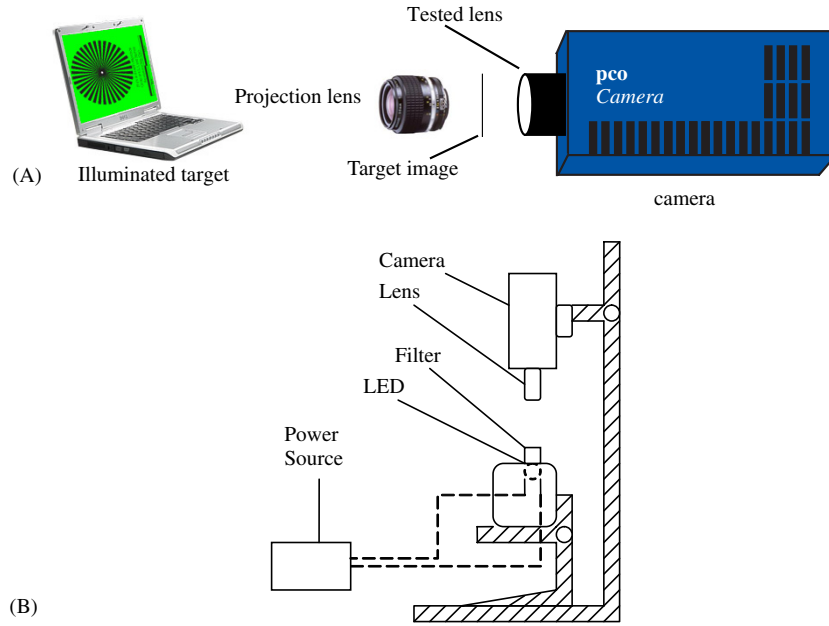 Tested lens
pco
Camera
Projection lens
Target image
Illuminated target
(A)
camera
Camera
Lens
Filter
LED
Power
Source
(B)